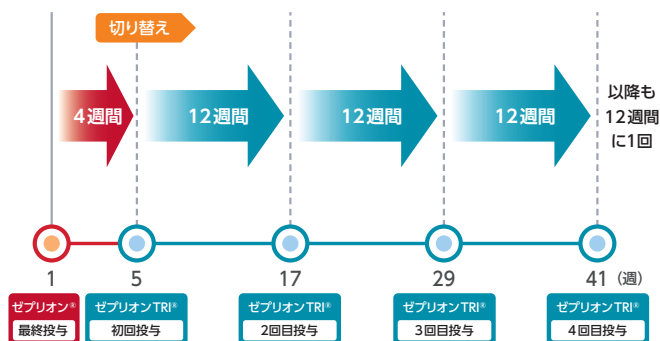 切り替え
4週間
12週間
12週間
12週間
以降も
12週間
に1回
1
5
17
29
41(週)
ゼプリオン®
最終投与
ゼプリオンTRI®
初回投与
ゼプリオンTRI®
2回目投与
ゼプリオンTRI®
3回目投与
ゼプリオンTRI®
4回目投与